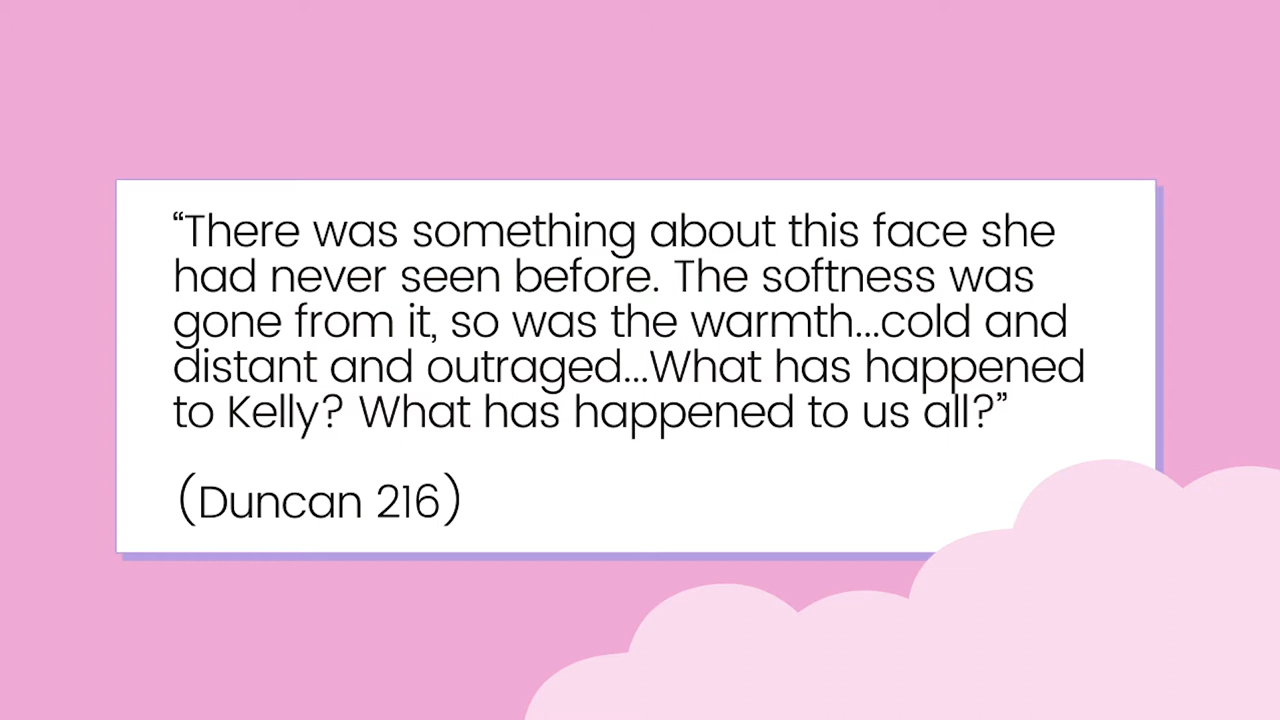 “There was something about this face she
had never seen before. The softness was
gone from it, so was the warmth...cold and
distant and outraged...What has happened
to Kelly? What has happened to us all?”
(Duncan 216)